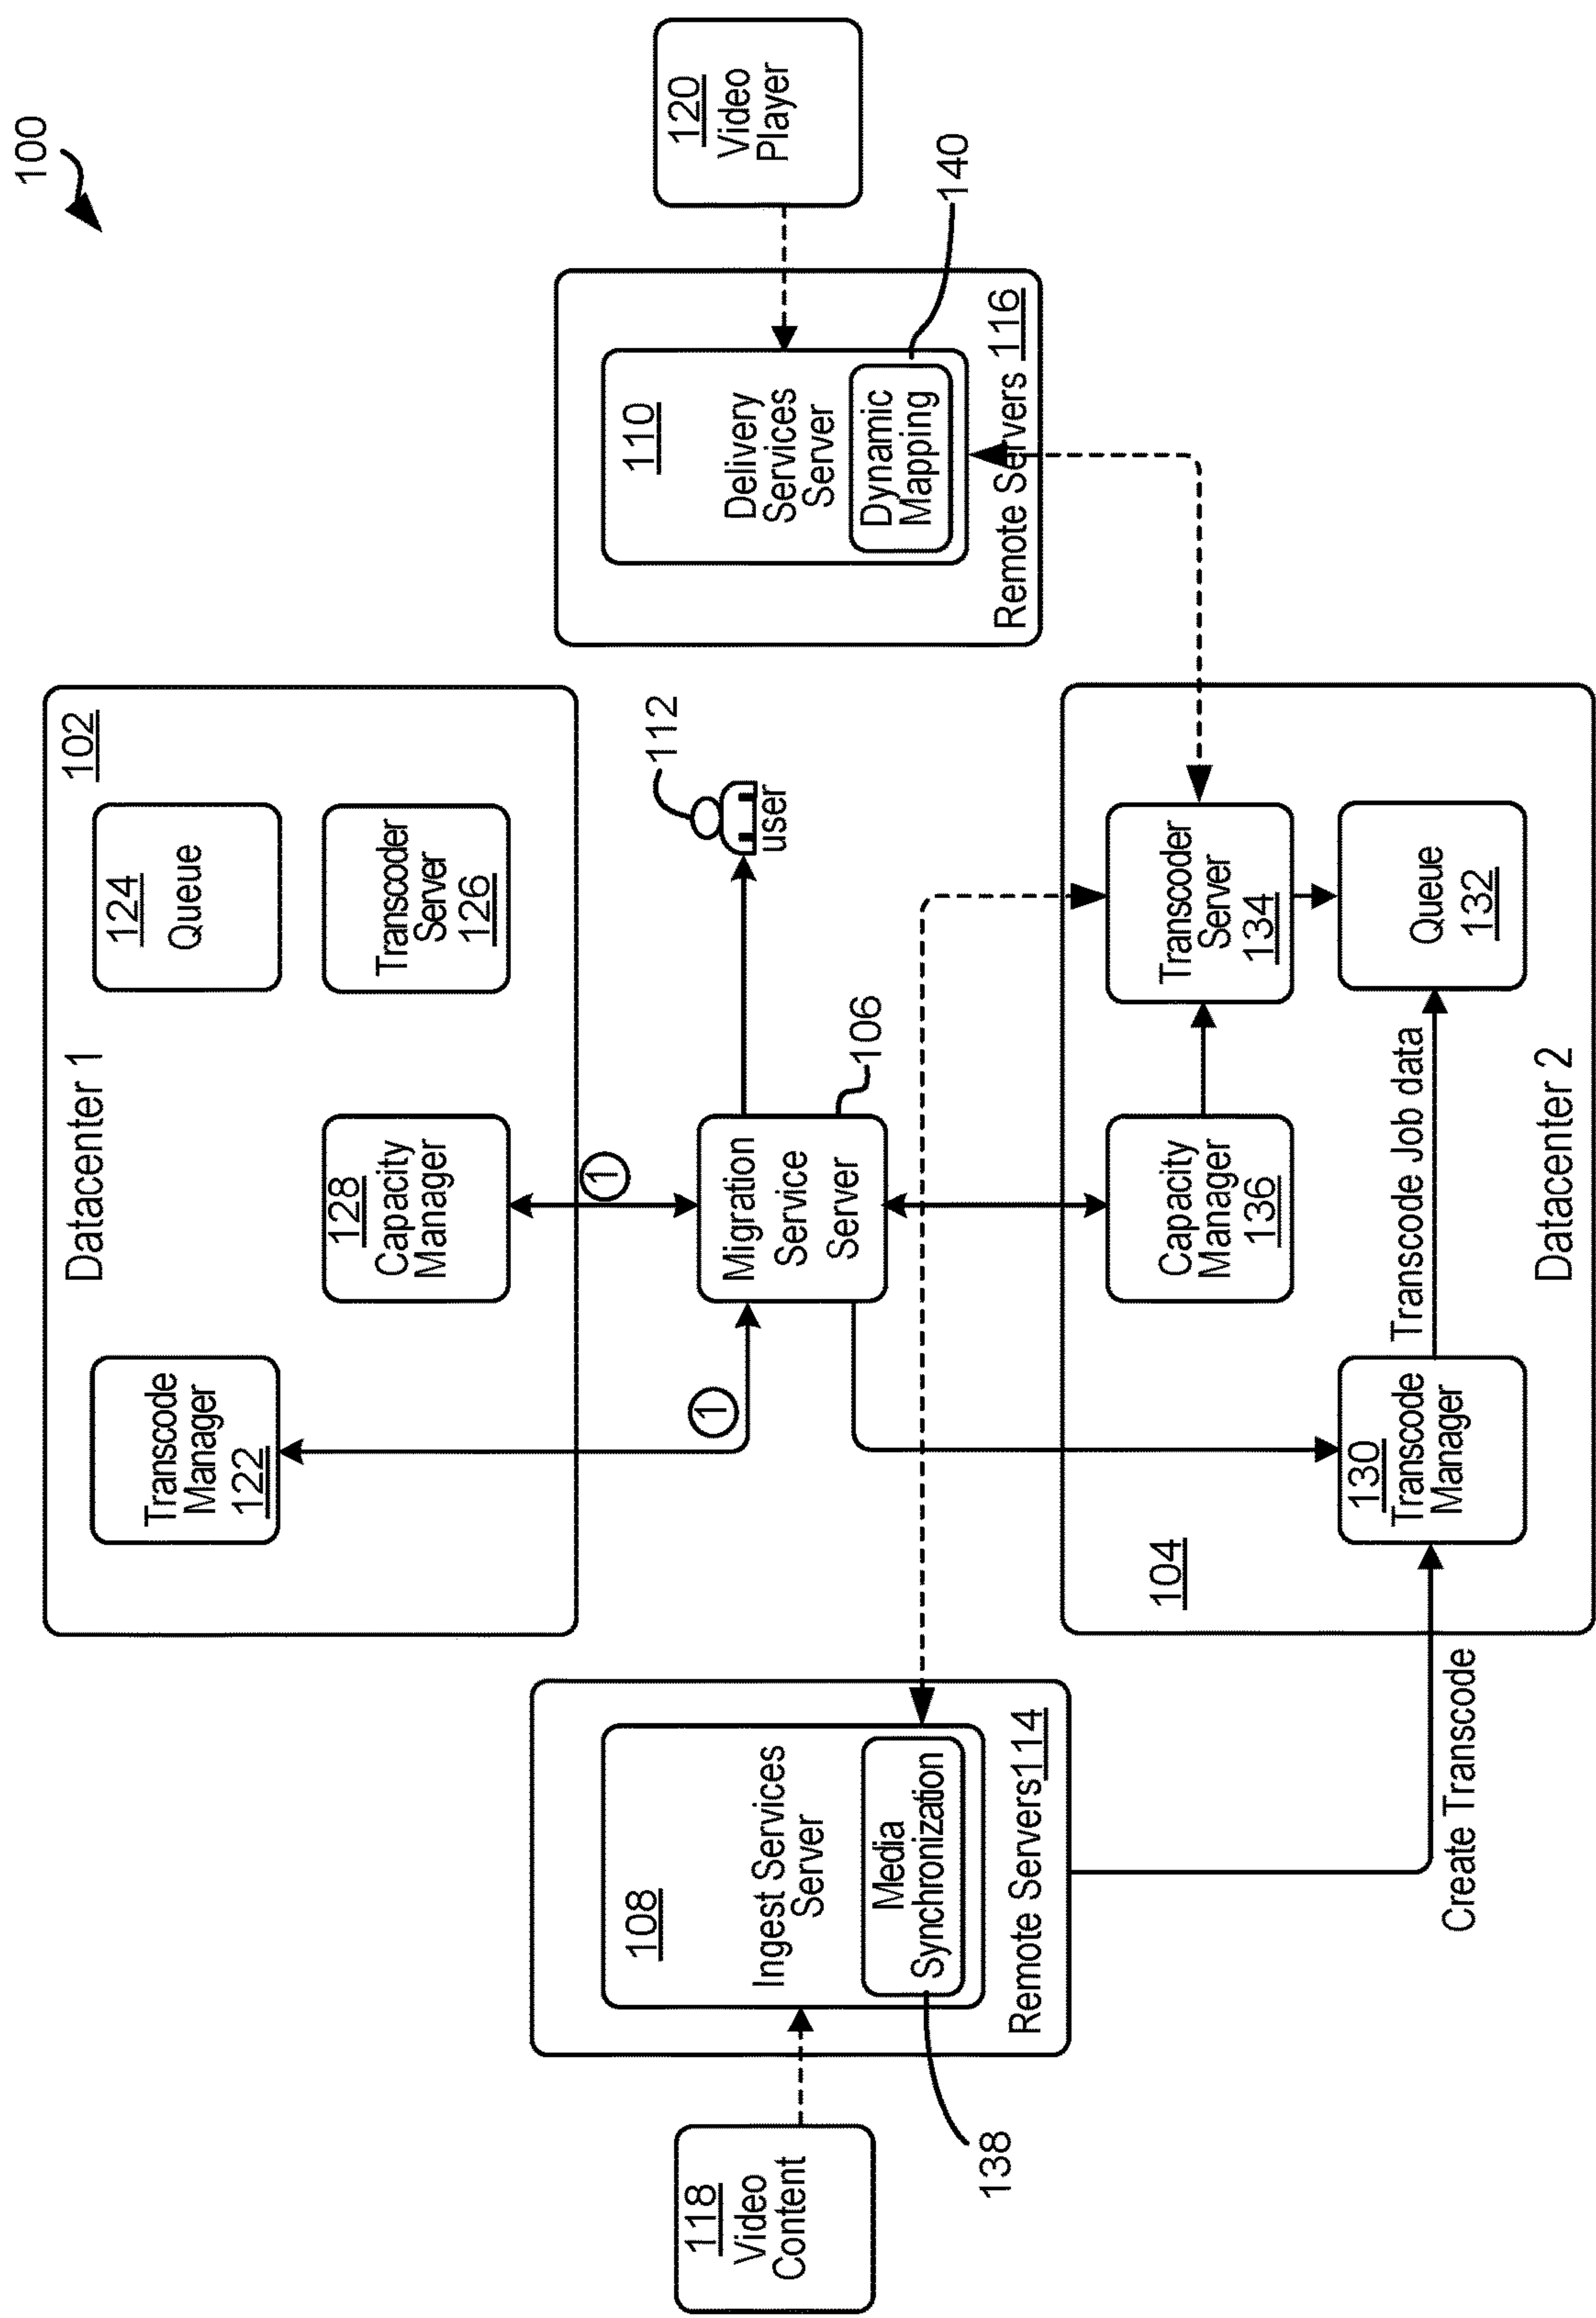 100
Datacenter 1
102
Transcode
Manager
122
128
Capacity
Manager
124
Queue
Transcoder
Server
126
1
1
118
Video
Content
108
Ingest Services
Server
Media
Synchronization
Remote Servers114
138
Migration
Service
Server
106
112
user
110
Delivery
Services
Server
Dynamic
Mapping
Remote Servers 116
140
120
Video
Player
104
Capacity
Manager
136
Transcoder
Server
134
130
Transcode
Manager
Transcode Job data
Queue
132
Create Transcode
Datacenter 2